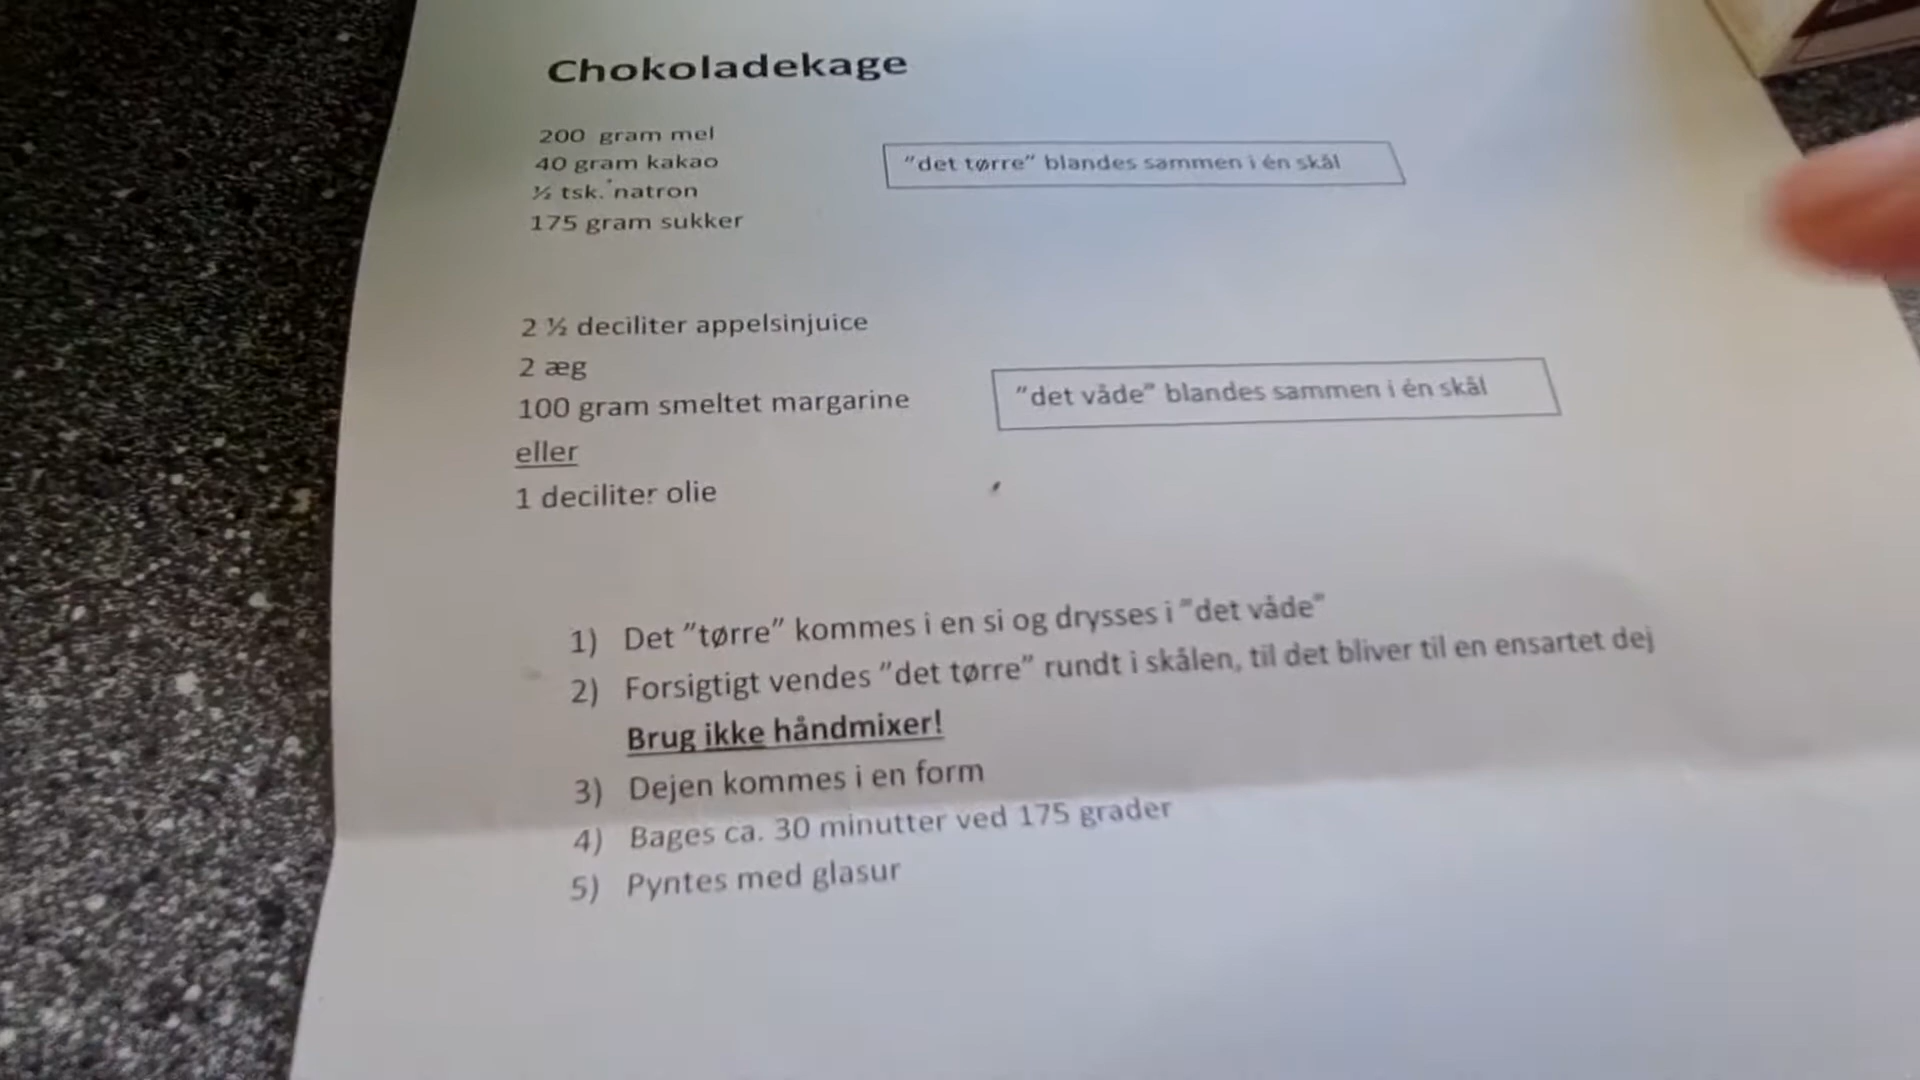 Chokoladekage
200 gram mel
40 gram kakao
½ tsk. natron
175 gram sukker
"det tørre" blandes sammen i én skål
2 ½ deciliter appelsinjuice
2 æg
100 gram smeltet margarine
eller
1 deciliter olie
"det våde" blandes sammen i én skål
1) Det "tørre" kommes i en si og drysses i "det våde"
2) Forsigtigt vendes "det tørre" rundt i skålen, til det bliver til en ensartet dej
Brug ikke håndmixer!
3) Dejen kommes i en form
4) Bages ca. 30 minutter ved 175 grader
5) Pyntes med glasur